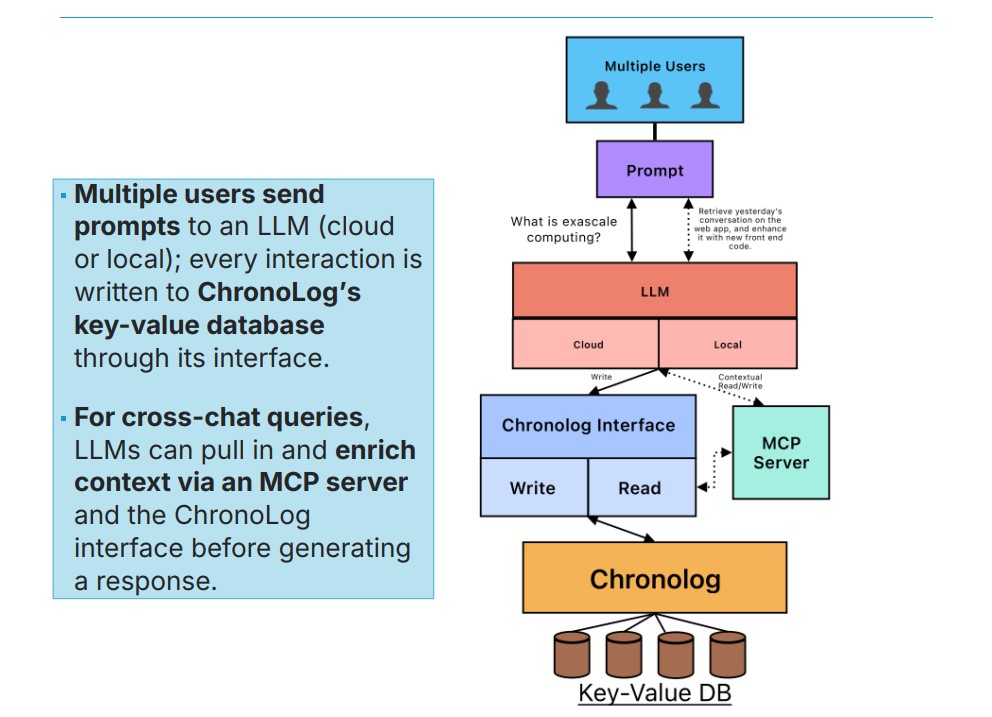 Multiple users send
prompts to an LLM (cloud
or local); every interaction is
written to ChronoLog’s
key-value database
through its interface.
For cross-chat queries,
LLMs can pull in and enrich
context via an MCP server
and the ChronoLog
interface before generating
a response.
Multiple Users
Prompt
What is exascale
computing?
Retrieve yesterday's
conversation on the
web app, and enhance
it with new front end
code.
LLM
Cloud
Local
Write
Contextual
Read/Write
Chronolog Interface
Write
Read
MCP
Server
Chronolog
Key-Value DB